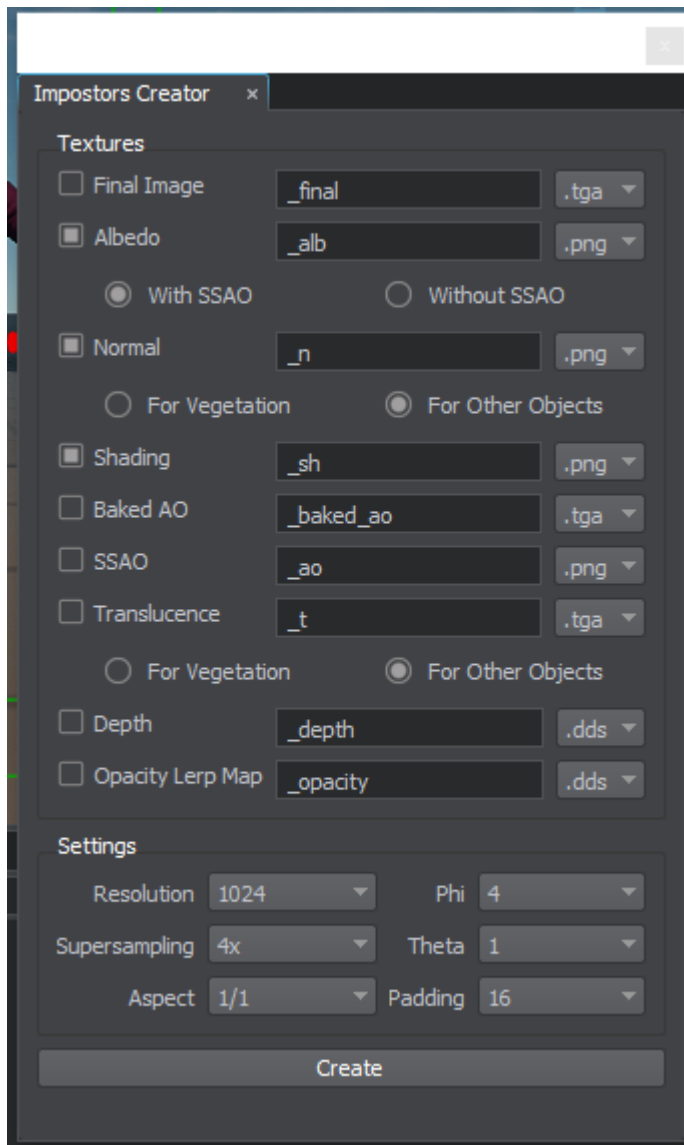 Impostors Creator ×
Textures
Final Image _final .tga
Albedo _alb .png
With SSAO Without SSAO
Normal _n .png
For Vegetation For Other Objects
Shading _sh .png
Baked AO _baked_ao .tga
SSAO _ao .png
Translucence _t .tga
For Vegetation For Other Objects
Depth _depth .dds
Opacity Lerp Map _opacity .dds
Settings
Resolution 1024 Phi 4
Supersampling 4x Theta 1
Aspect 1/1 Padding 16
Create